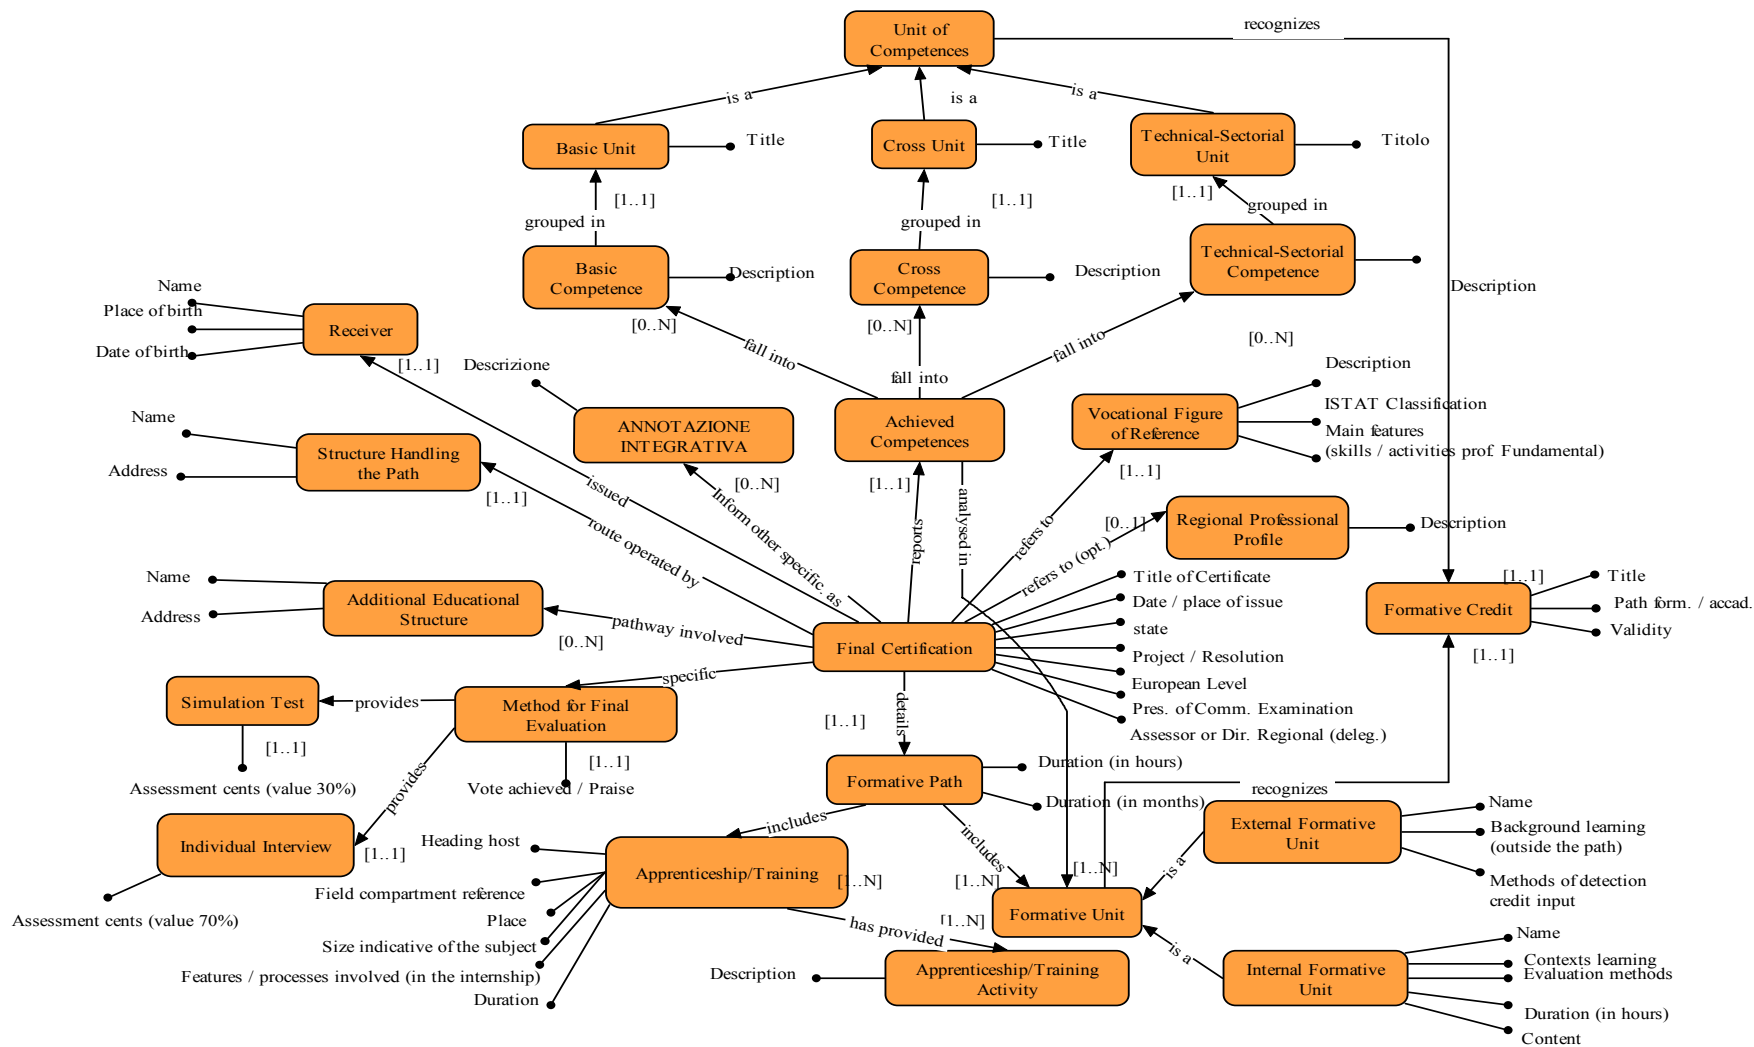 recognizes
Unit of
Competences
is a
is a
is a
Basic Unit
Title
Cross Unit
Title
Technical-Sectorial
Unit
Titolo
[1..1]
[1..1]
[1..1]
grouped in
grouped in
grouped in
Basic
Competence
Description
Cross
Competence
Description
Technical-Sectorial
Competence
Description
Name
Place of birth
Date of birth
Receiver
[1..1]
[0..N]
[0..N]
[0..N]
fall into
fall into
fall into
Descrizione
ANNOTAZIONE
INTEGRATIVA
[0..N]
Achieved
Competences
[1..1]
Vocational Figure
of Reference
Description
ISTAT Classification
Main features
(skills / activities prof. Fundamental)
[1..1]
Name
Address
Structure Handling
the Path
[1..1]
issued
Inform other specific. as
route operated by
reports
analysed in
refers to
refers to (opt.)
[0..1]
Regional Professional
Profile
Description
Name
Address
Additional Educational
Structure
[0..N]
pathway involved
Final Certification
Title of Certificate
Date / place of issue
state
Project / Resolution
European Level
Pres. of Comm. Examination
Assessor or Dir. Regional (deleg.)
[1..1]
Formative Credit
Title
Path form. / accad.
Validity
[1..1]
specific
Simulation Test
provides
Method for Final
Evaluation
[1..1]
[1..1]
Assessment cents (value 30%)
Vote achieved / Praise
provides
details
[1..1]
Formative Path
Duration (in hours)
Duration (in months)
recognizes
Individual Interview
[1..1]
Assessment cents (value 70%)
includes
includes
Heading host
Field compartment reference
Place
Size indicative of the subject
Features / processes involved (in the internship)
Duration
Apprenticeship/Training
[1..N]
[1..N]
[1..N]
[1..N]
has provided
Formative Unit
External Formative
Unit
Name
Background learning
(outside the path)
Methods of detection
credit input
is a
is a
Description
Apprenticeship/Training
Activity
Internal Formative
Unit
Name
Contexts learning
Evaluation methods
Duration (in hours)
Content